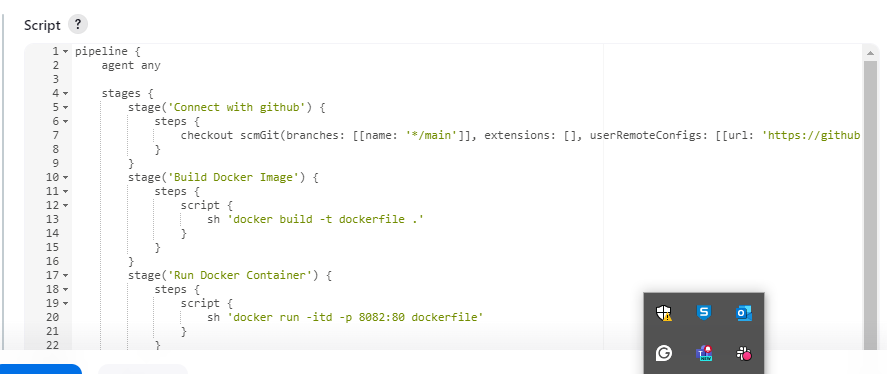 Script ?
1 pipeline {
2 agent any
3
4 stages {
5 stage('Connect with github') {
6 steps {
7 checkout scmGit(branches: [[name: '*/main']], extensions: [], userRemoteConfigs: [[url: 'https://github
8 }
9 }
10 stage('Build Docker Image') {
11 steps {
12 script {
13 sh 'docker build -t dockerfile .'
14 }
15 }
16 }
17 stage('Run Docker Container') {
18 steps {
19 script {
20 sh 'docker run -itd -p 8082:80 dockerfile'
21 }
22 }